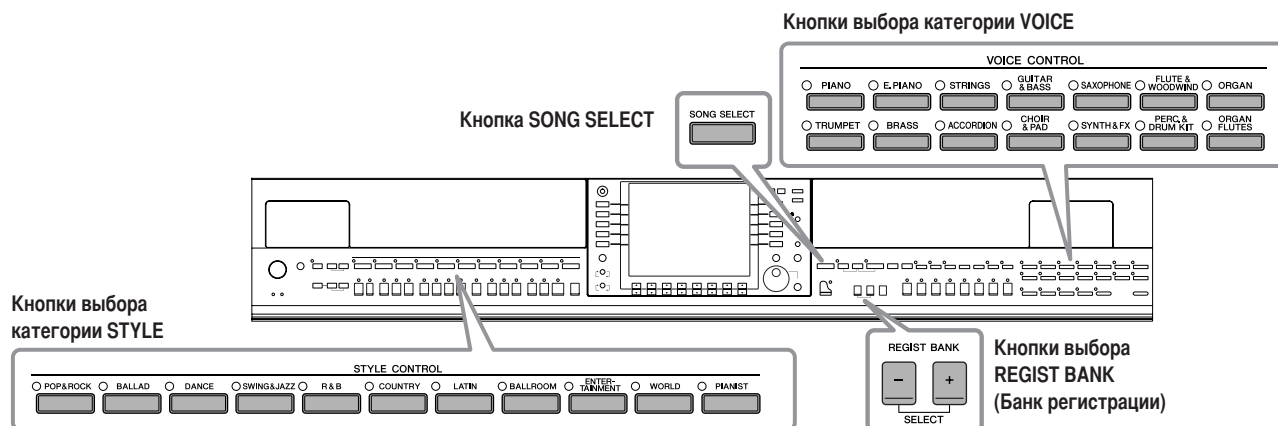 Кнопки выбора категории VOICE
VOICE CONTROL
PIANO E.PIANO STRINGS GUITAR & BASS SAXOPHONE FLUTE & WOODWIND ORGAN
TRUMPET BRASS ACCORDION CHOIR & PAD SYNTH & FX PERC. & DRUM KIT ORGAN FLUTES
Кнопка SONG SELECT
SONG SELECT
Кнопки выбора
категории STYLE
STYLE CONTROL
POP&ROCK BALLAD DANCE SWING&JAZZ R&B COUNTRY LATIN BALLROOM ENTER-TAINMENT WORLD PIANIST
REGIST BANK
- +
SELECT
Кнопки выбора
REGIST BANK
(Банк регистрации)